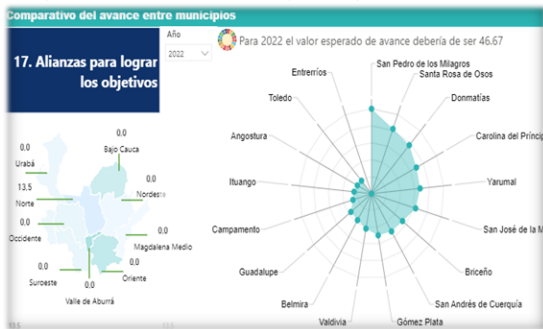 Comparativo del avance entre municipios
17. Alianzas para lograr
los objetivos
Año
2022
Para 2022 el valor esperado de avance debería de ser 46.67
San Pedro de los Milagros
Santa Rosa de Osos
Donmatías
Carolina del Príncip
Yarumal
San José de la M
Briceño
San Andrés de Cuerquía
Gómez Plata
Valdivia
Belmira
Guadalupe
Campamento
Ituango
Angostura
Toledo
Entrerríos
0.0
Bajo Cauca
0.0
Urabá
13.5
Norte
0.0
Nordeste
0.0
Occidente
0.0
Magdalena Medio
0.0
Suroeste
0.0
Valle de Aburrá
0.0
Oriente